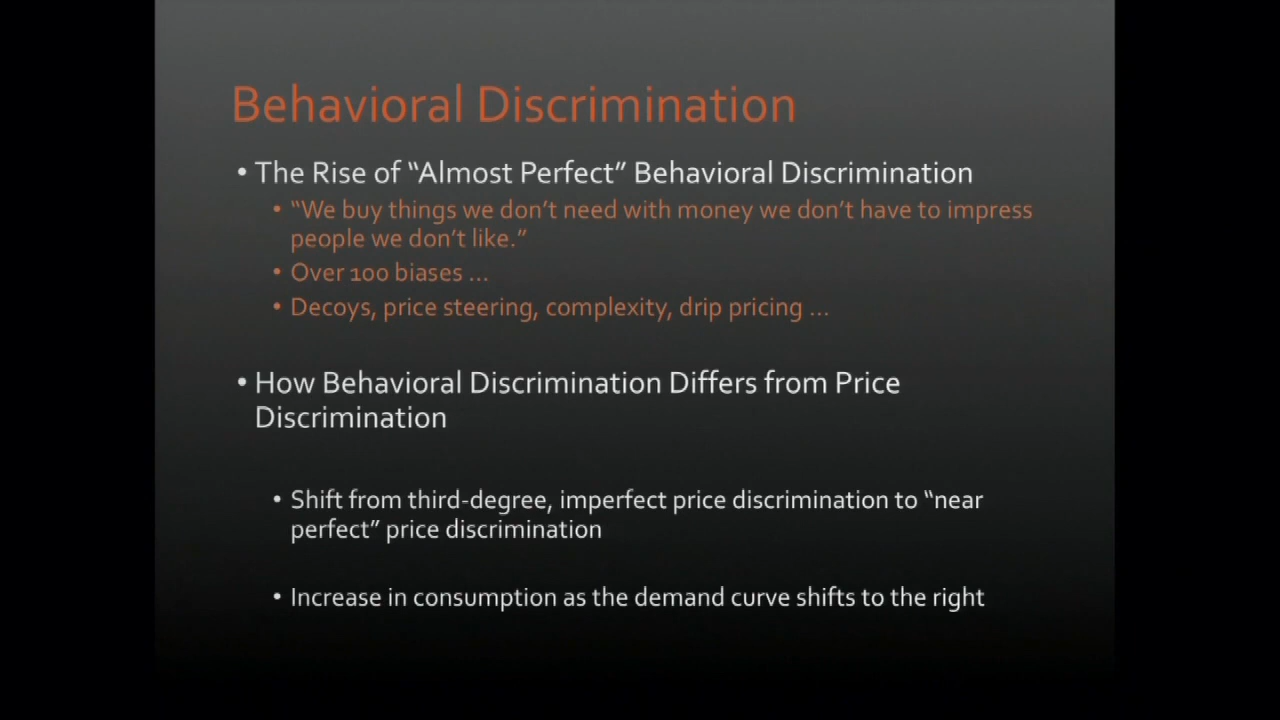 Behavioral Discrimination
• The Rise of “Almost Perfect” Behavioral Discrimination
• “We buy things we don’t need with money we don’t have to impress
people we don’t like.”
• Over 100 biases ...
• Decoys, price steering, complexity, drip pricing ...
• How Behavioral Discrimination Differs from Price
Discrimination
• Shift from third-degree, imperfect price discrimination to “near
perfect” price discrimination
• Increase in consumption as the demand curve shifts to the right